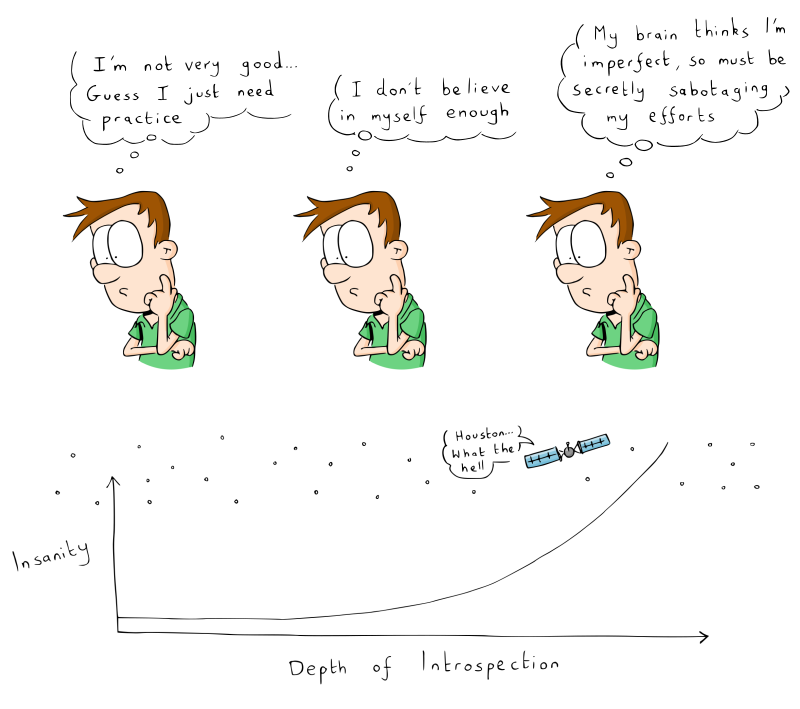 I'm not very good...
Guess I just need
practice
I don't believe
in myself enough
My brain thinks I'm
imperfect, so must be
secretly sabotaging
my efforts
Houston...
What the
hell
Insanity
Depth of Introspection